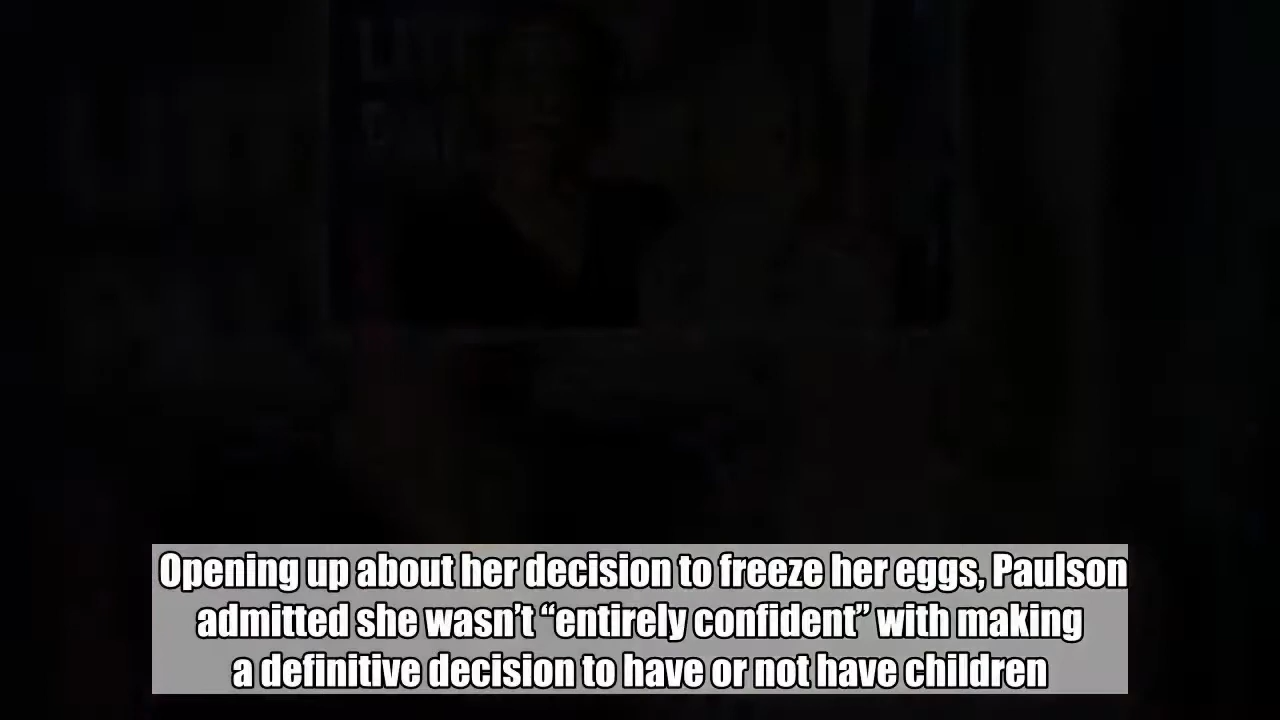 Opening up about her decision to freeze her eggs, Paulson
admitted she wasn’t “entirely confident” with making
a definitive decision to have or not have children